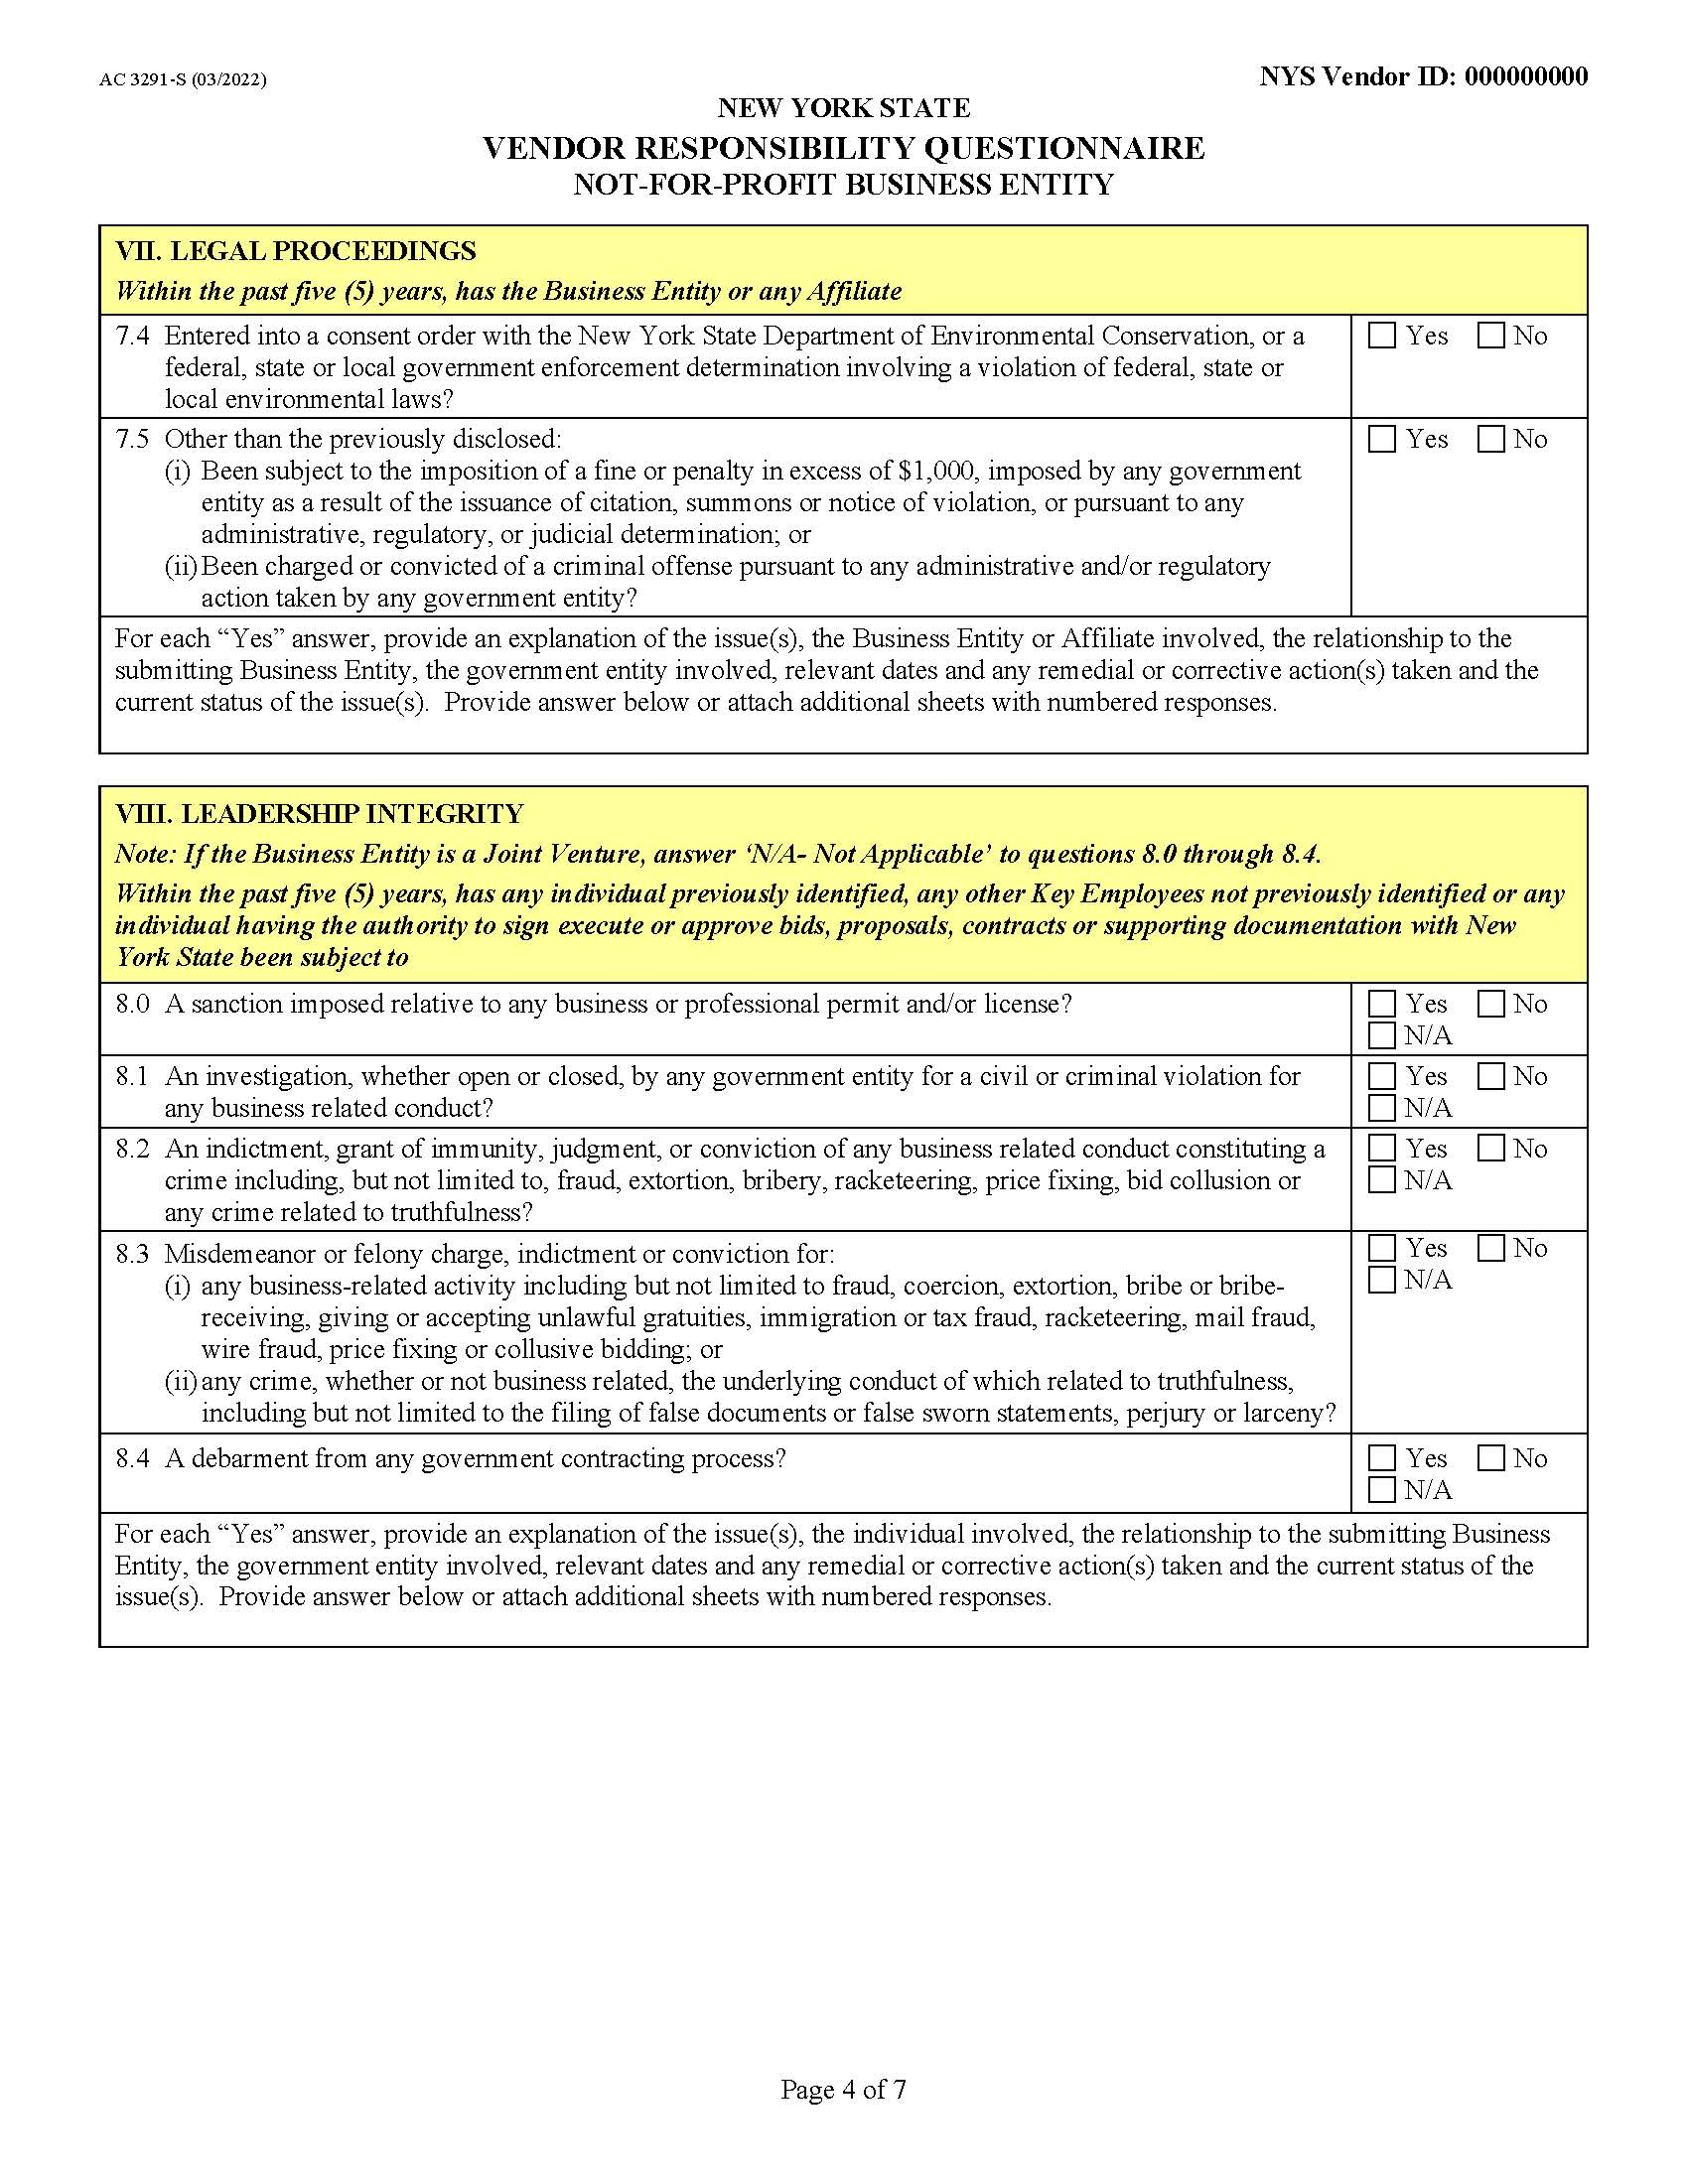 AC 3291-S (03/2022)
NYS Vendor ID: 000000000
NEW YORK STATE
VENDOR RESPONSIBILITY QUESTIONNAIRE
NOT-FOR-PROFIT BUSINESS ENTITY
VII. LEGAL PROCEEDINGS
Within the past five (5) years, has the Business Entity or any Affiliate
7.4 Entered into a consent order with the New York State Department of Environmental Conservation, or a
federal, state or local government enforcement determination involving a violation of federal, state or
local environmental laws?
Yes No
7.5 Other than the previously disclosed:
(i) Been subject to the imposition of a fine or penalty in excess of $1,000, imposed by any government
entity as a result of the issuance of citation, summons or notice of violation, or pursuant to any
administrative, regulatory, or judicial determination; or
(ii) Been charged or convicted of a criminal offense pursuant to any administrative and/or regulatory
action taken by any government entity?
Yes No
For each “Yes” answer, provide an explanation of the issue(s), the Business Entity or Affiliate involved, the relationship to the
submitting Business Entity, the government entity involved, relevant dates and any remedial or corrective action(s) taken and the
current status of the issue(s). Provide answer below or attach additional sheets with numbered responses.
VIII. LEADERSHIP INTEGRITY
Note: If the Business Entity is a Joint Venture, answer ‘N/A- Not Applicable’ to questions 8.0 through 8.4.
Within the past five (5) years, has any individual previously identified, any other Key Employees not previously identified or any
individual having the authority to sign execute or approve bids, proposals, contracts or supporting documentation with New
York State been subject to
8.0 A sanction imposed relative to any business or professional permit and/or license?
Yes No
N/A
8.1 An investigation, whether open or closed, by any government entity for a civil or criminal violation for
any business related conduct?
Yes No
N/A
8.2 An indictment, grant of immunity, judgment, or conviction of any business related conduct constituting a
crime including, but not limited to, fraud, extortion, bribery, racketeering, price fixing, bid collusion or
any crime related to truthfulness?
Yes No
N/A
8.3 Misdemeanor or felony charge, indictment or conviction for:
(i) any business-related activity including but not limited to fraud, coercion, extortion, bribe or bribe-
receiving, giving or accepting unlawful gratuities, immigration or tax fraud, racketeering, mail fraud,
wire fraud, price fixing or collusive bidding; or
(ii) any crime, whether or not business related, the underlying conduct of which related to truthfulness,
including but not limited to the filing of false documents or false sworn statements, perjury or larceny?
Yes No
N/A
8.4 A debarment from any government contracting process?
Yes No
N/A
For each “Yes” answer, provide an explanation of the issue(s), the individual involved, the relationship to the submitting Business
Entity, the government entity involved, relevant dates and any remedial or corrective action(s) taken and the current status of the
issue(s). Provide answer below or attach additional sheets with numbered responses.
Page 4 of 7